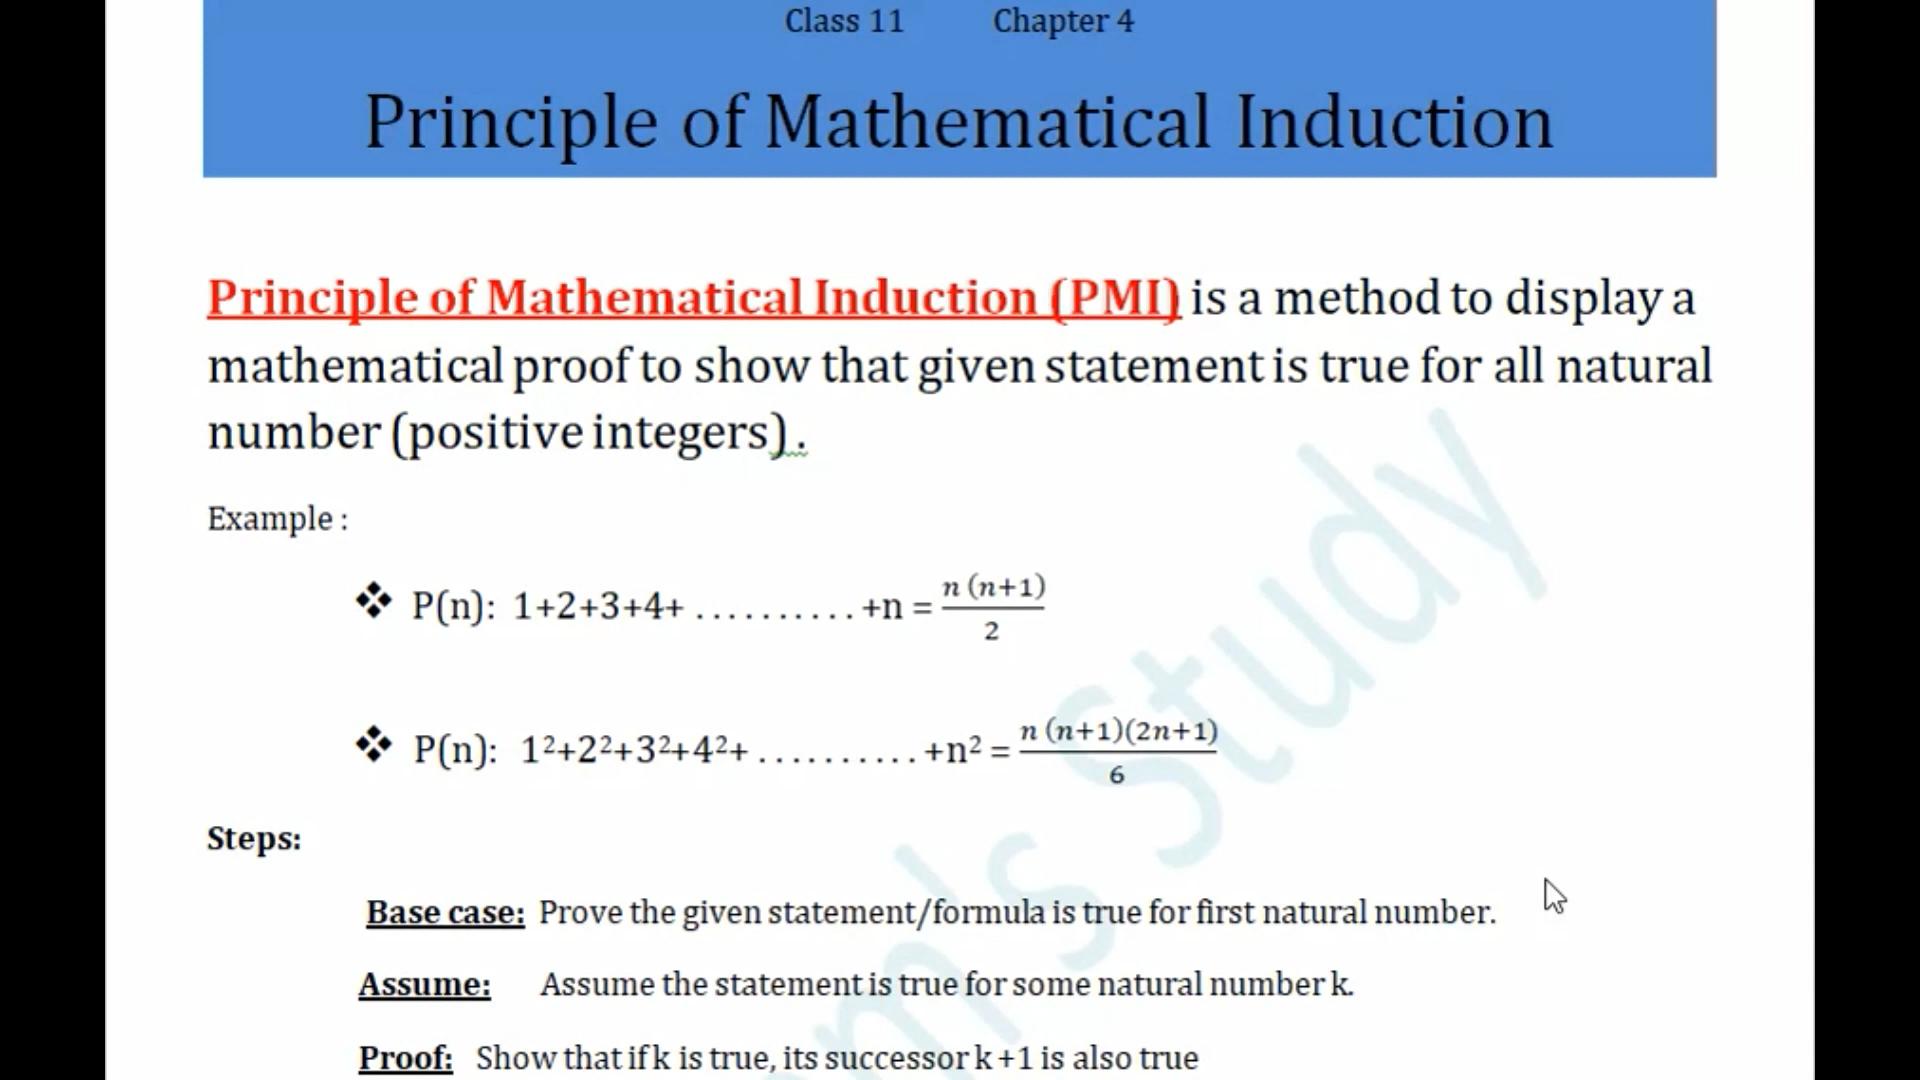 Class 11 Chapter 4
Principle of Mathematical Induction
Principle of Mathematical Induction (PMI) is a method to display a
mathematical proof to show that given statement is true for all natural
number (positive integers) .
Example :
❖ P(n): 1+2+3+4+ . . . . . . . . . . +n = n (n+1)/2
❖ P(n): 1²+2²+3²+4²+ . . . . . . . . . . +n² = n (n+1)(2n+1)/6
Steps:
Base case: Prove the given statement/formula is true for first natural number.
Assume: Assume the statement is true for some natural number k.
Proof: Show that if k is true, its successor k +1 is also true
m's Study